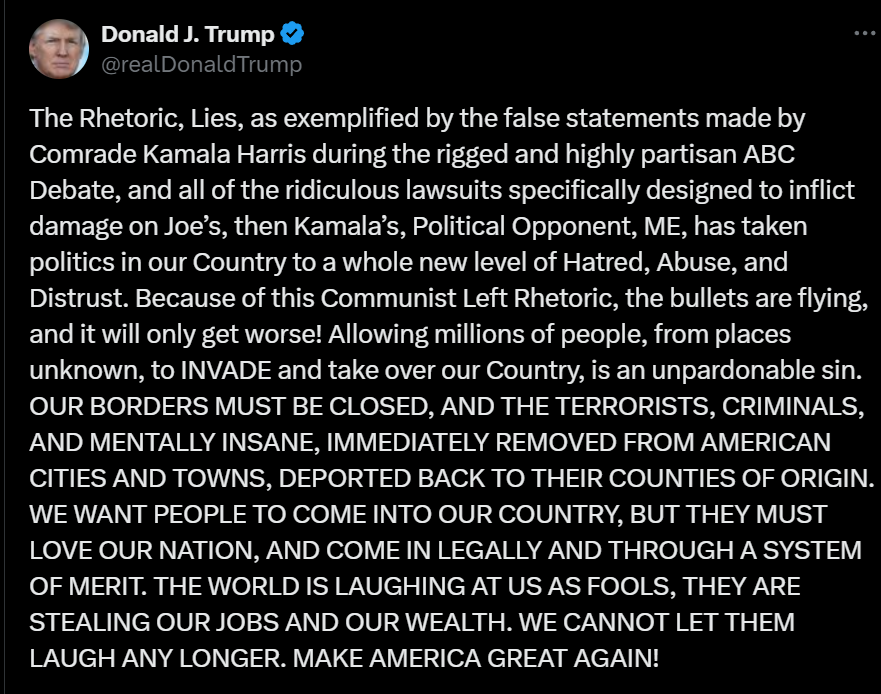 Donald J. Trump
@realDonaldTrump
The Rhetoric, Lies, as exemplified by the false statements made by
Comrade Kamala Harris during the rigged and highly partisan ABC
Debate, and all of the ridiculous lawsuits specifically designed to inflict
damage on Joe’s, then Kamala’s, Political Opponent, ME, has taken
politics in our Country to a whole new level of Hatred, Abuse, and
Distrust. Because of this Communist Left Rhetoric, the bullets are flying,
and it will only get worse! Allowing millions of people, from places
unknown, to INVADE and take over our Country, is an unpardonable sin.
OUR BORDERS MUST BE CLOSED, AND THE TERRORISTS, CRIMINALS,
AND MENTALLY INSANE, IMMEDIATELY REMOVED FROM AMERICAN
CITIES AND TOWNS, DEPORTED BACK TO THEIR COUNTIES OF ORIGIN.
WE WANT PEOPLE TO COME INTO OUR COUNTRY, BUT THEY MUST
LOVE OUR NATION, AND COME IN LEGALLY AND THROUGH A SYSTEM
OF MERIT. THE WORLD IS LAUGHING AT US AS FOOLS, THEY ARE
STEALING OUR JOBS AND OUR WEALTH. WE CANNOT LET THEM
LAUGH ANY LONGER. MAKE AMERICA GREAT AGAIN!